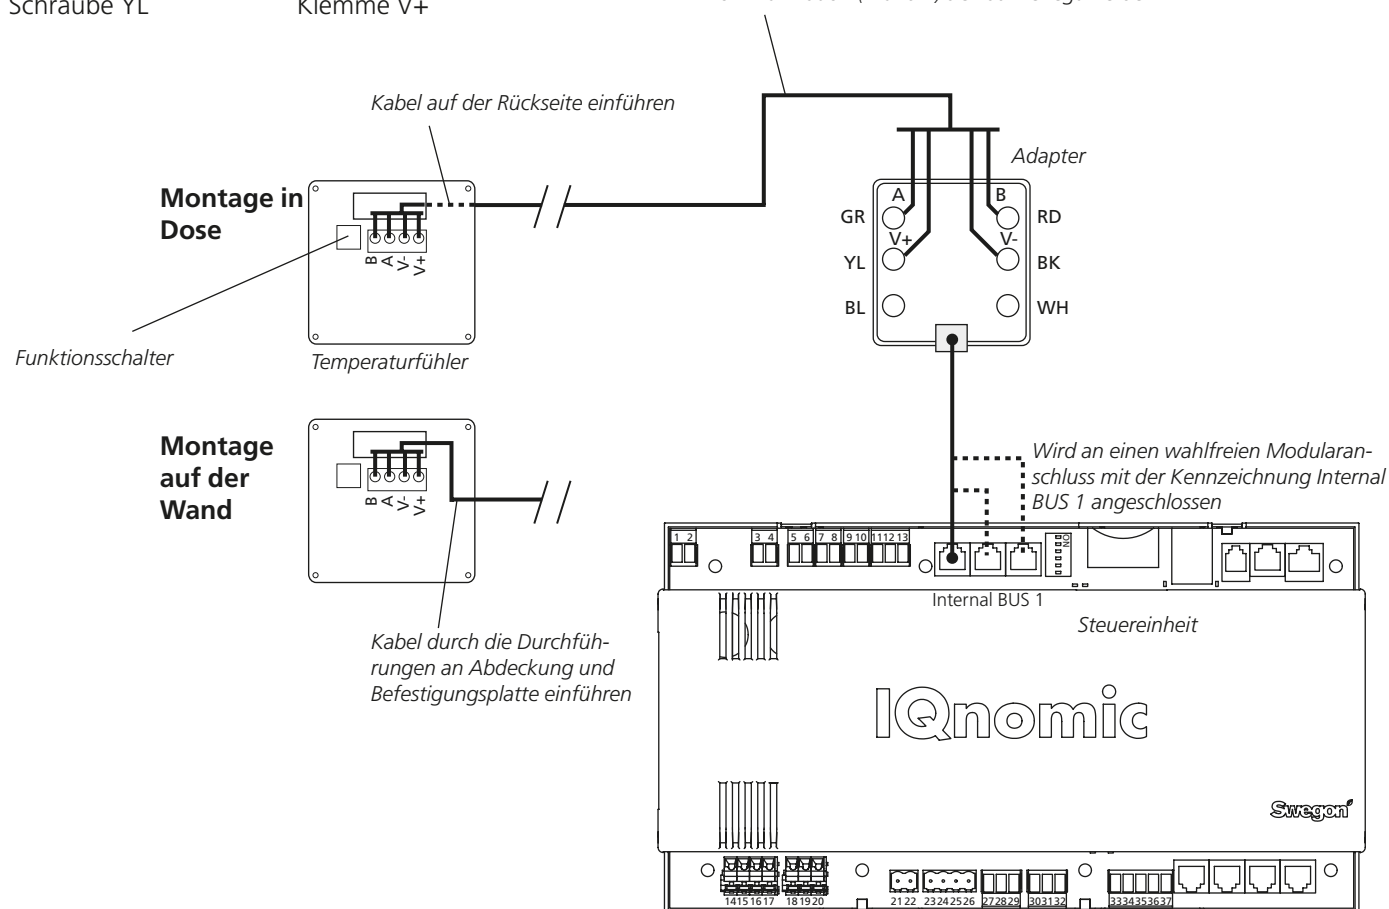 Schraube YL Klemme V+
Kabel auf der Rückseite einführen
Adapter
Montage in
Dose
A B
GR RD
V+ V-
YL BK
BL WH
B A V- V+
Funktionsschalter
Temperaturfühler
Montage
auf der
Wand
B A V- V+
Wird an einen wahlfreien Modularan-
schluss mit der Kennzeichnung Internal
BUS 1 angeschlossen
1 2 3 4 5 6 7 8 9 10 11 12 13
NO
Internal BUS 1
Steuereinheit
Kabel durch die Durchfüh-
rungen an Abdeckung und
Befestigungsplatte einführen
IQnomic
Swegon
14 15 16 17 18 19 20 21 22 23 24 25 26 27 28 29 30 31 32 33 34 35 36 37